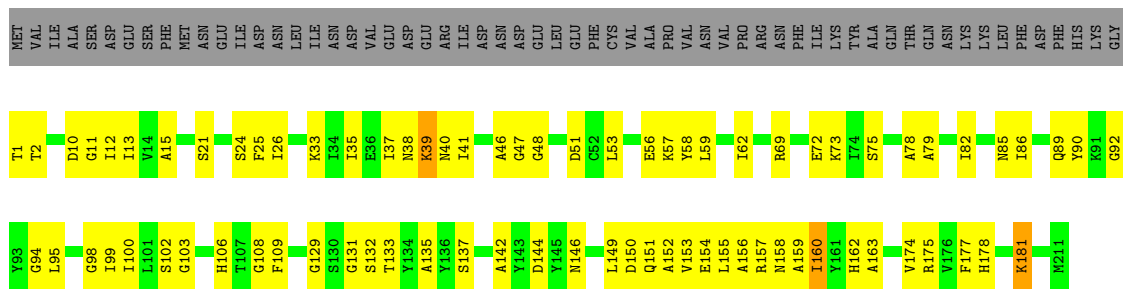 MET VAL ILE ALA SER ASP GLU SER PHE MET ASN GLU ILE ASP ASN LEU ILE ASN ASP VAL GLU ASP GLU ARG ILE ASP ASN ASP GLU LEU GLU PHE CYS VAL ALA PRO VAL ASN VAL PRO ARG ASN PHE ILE LYS TYR ALA GLN THR GLN ASN LYS LYS LEU PHE ASP PHE HIS LYS GLY
T1 T2 D10 G11 I12 I13 V14 A15 S21 S24 F25 I26 K33 I34 I35 E36 I37 N38 K39 N40 I41 A46 G47 G48 D51 C52 L53 E56 K57 Y58 L59 I62 R69 E72 K73 I74 S75 A78 A79 I82 N85 I86 Q89 Y90 K91 G92
Y93 G94 L95 G98 I99 I100 L101 S102 G103 H106 T107 G108 F109 G129 S130 G131 S132 T133 Y134 A135 Y136 S137 A142 Y143 D144 Y145 N146 L149 D150 Q151 A152 V153 E154 L155 A156 R157 N158 A159 I160 Y161 H162 A163 V174 R175 V176 F177 H178 K181 M211